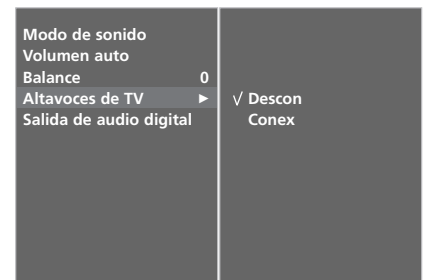 Modo de sonido
Volumen auto
Balance 0
Altavoces de TV ►
√ Descon
Conex
Salida de audio digital